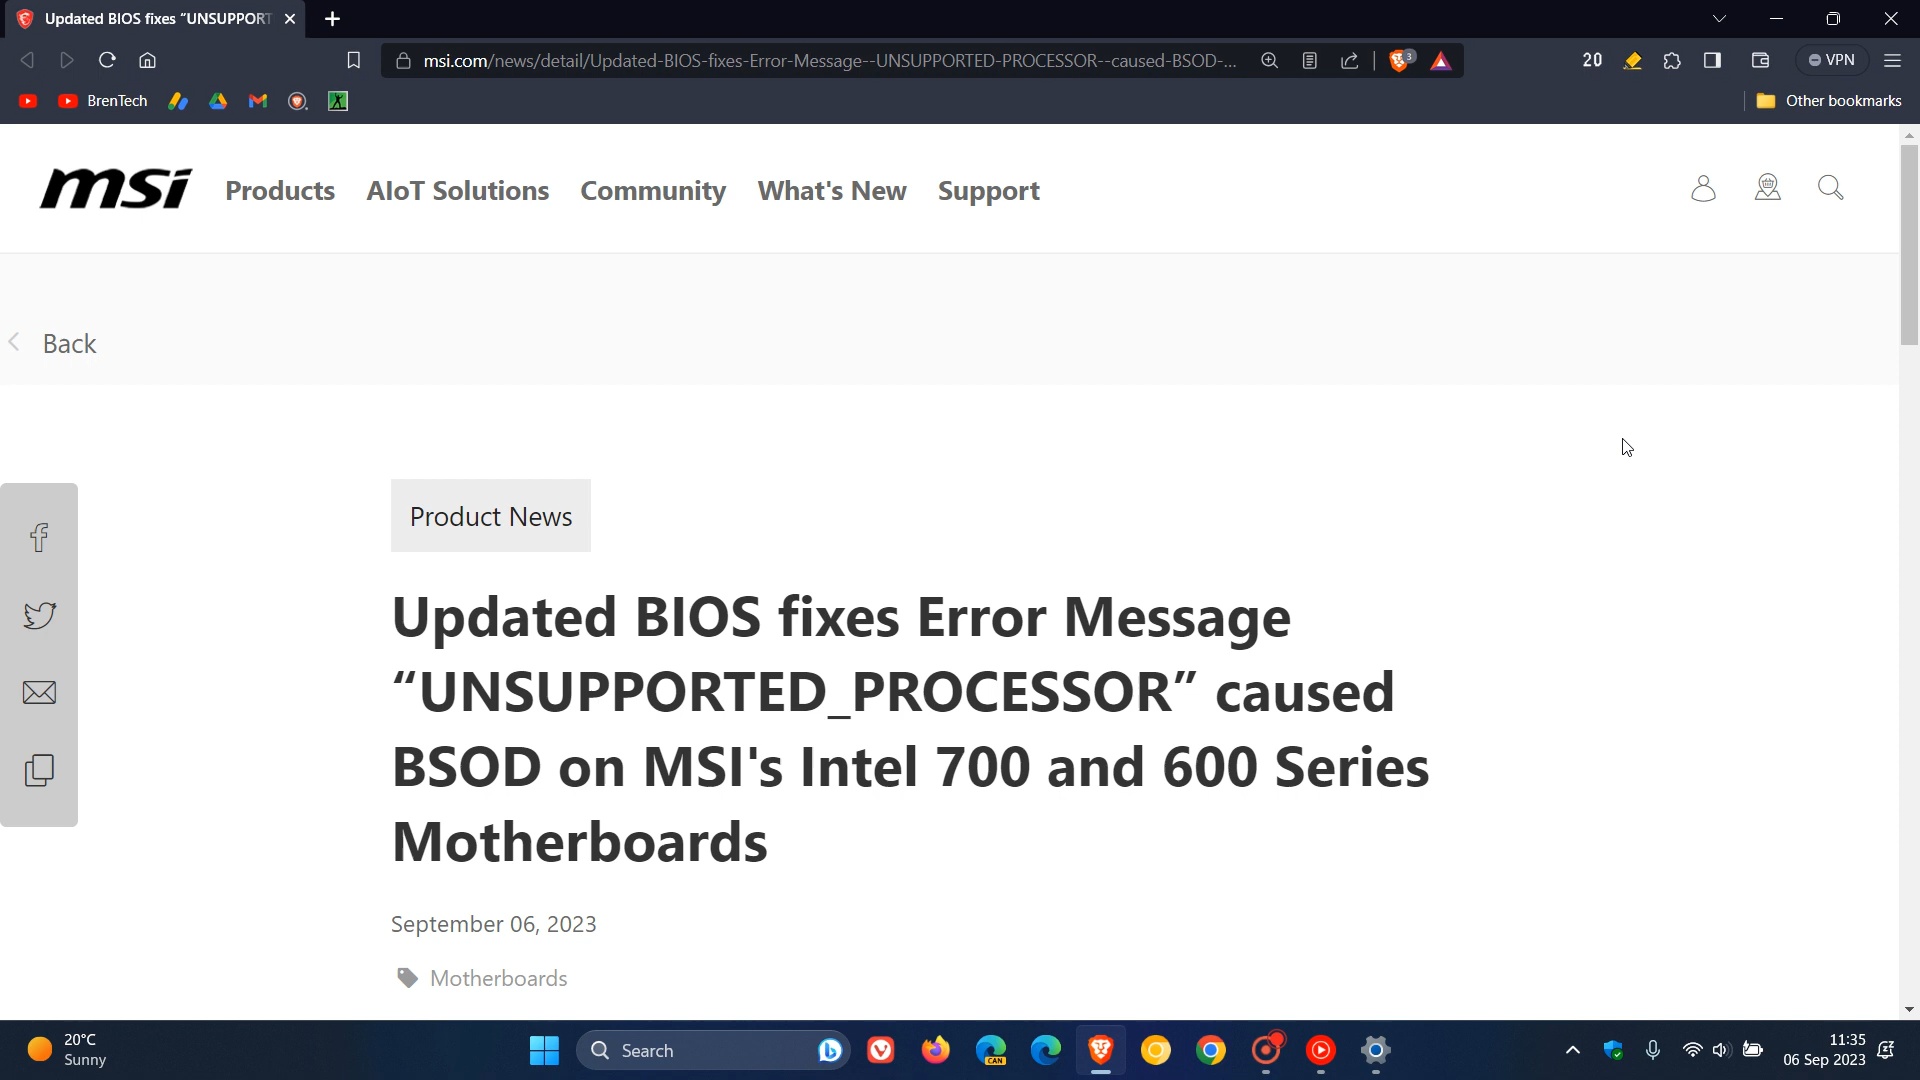 Updated BIOS fixes “UNSUPPORT
msi.com/news/detail/Updated-BIOS-fixes-Error-Message--UNSUPPORTED-PROCESSOR--caused-BSOD-...
3
20
VPN
BrenTech
Other bookmarks
msi
Products
AIoT Solutions
Community
What's New
Support
Back
Product News
Updated BIOS fixes Error Message
“UNSUPPORTED_PROCESSOR” caused
BSOD on MSI's Intel 700 and 600 Series
Motherboards
September 06, 2023
Motherboards
20°C
Sunny
Search
CAN
11:35
06 Sep 2023